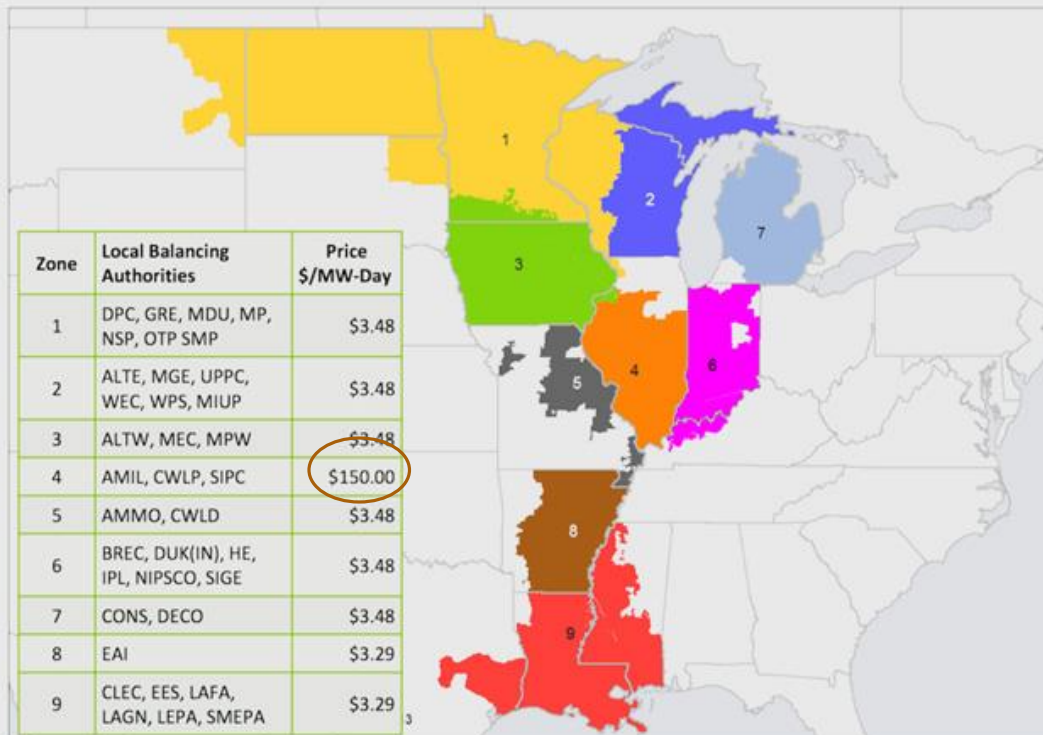 Zone Local Balancing Authorities Price $/MW-Day
1 DPC, GRE, MDU, MP, NSP, OTP SMP $3.48
2 ALTE, MGE, UPPC, WEC, WPS, MIUP $3.48
3 ALTW, MEC, MPW $3.48
4 AMIL, CWLP, SIPC $150.00
5 AMMO, CWLD $3.48
6 BREC, DUK(IN), HE, IPL, NIPSCO, SIGE $3.48
7 CONS, DECO $3.48
8 EAI $3.29
9 CLEC, EES, LAFA, LAGN, LEPA, SMEPA $3.29
3
1
2
7
3
4
6
5
8
9